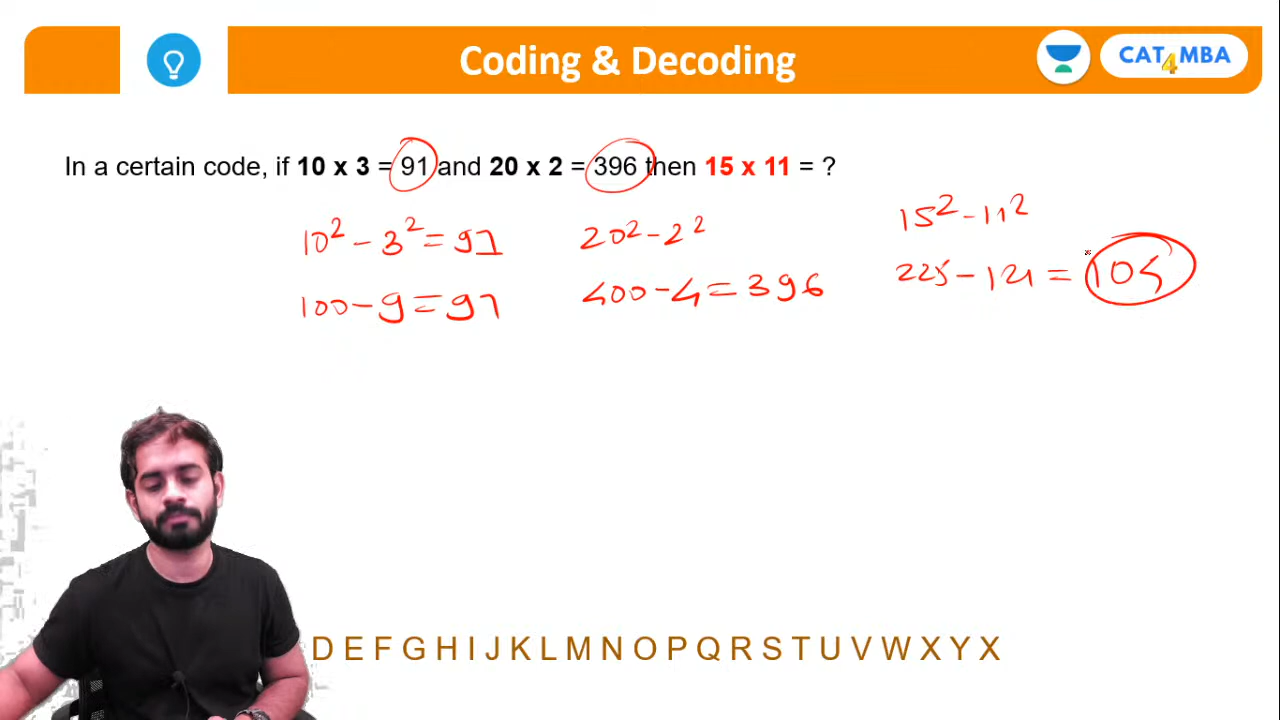 Coding & Decoding
CAT4MBA
In a certain code, if 10 x 3 = 91 and 20 x 2 = 396 then 15 x 11 = ?
10² - 3² = 91
20² - 2²
15² - 11²
100 - 9 = 91
400 - 4 = 396
225 - 121 = 104
D E F G H I J K L M N O P Q R S T U V W X Y X